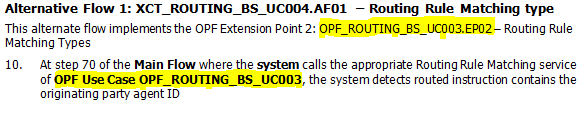 Alternative Flow 1: XCT_ROUTING_BS_UC004.AF01 – Routing Rule Matching type
This alternate flow implements the OPF Extension Point 2: OPF_ROUTING_BS_UC003.EP02 – Routing Rule
Matching Types
10. At step 70 of the Main Flow where the system calls the appropriate Routing Rule Matching service
of OPF Use Case OPF_ROUTING_BS_UC003, the system detects routed instruction contains the
originating party agent ID